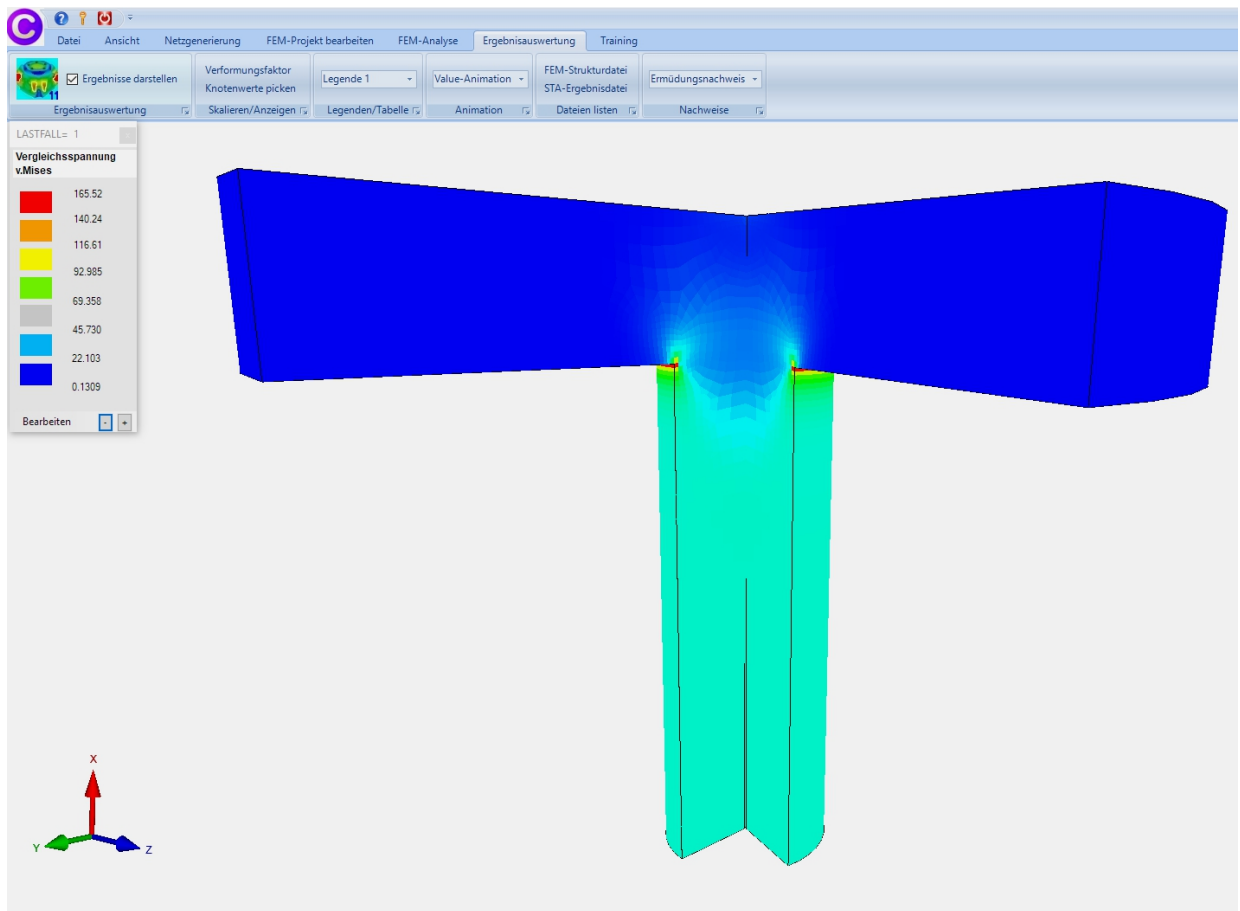 C
Datei Ansicht Netzgenerierung FEM-Projekt bearbeiten FEM-Analyse Ergebnisauswertung Training
11
Ergebnisse darstellen
Verformungsfaktor
Knotenwerte picken
Legende 1
Value-Animation
FEM-Strukturdatei
STA-Ergebnisdatei
Ermüdungsnachweis
Ergebnisauswertung Skalieren/Anzeigen Legenden/Tabelle Animation Dateien listen Nachweise
LASTFALL= 1
Vergleichsspannung
v.Mises
165.52
140.24
116.61
92.985
69.358
45.730
22.103
0.1309
Bearbeiten - +
X
Y
Z